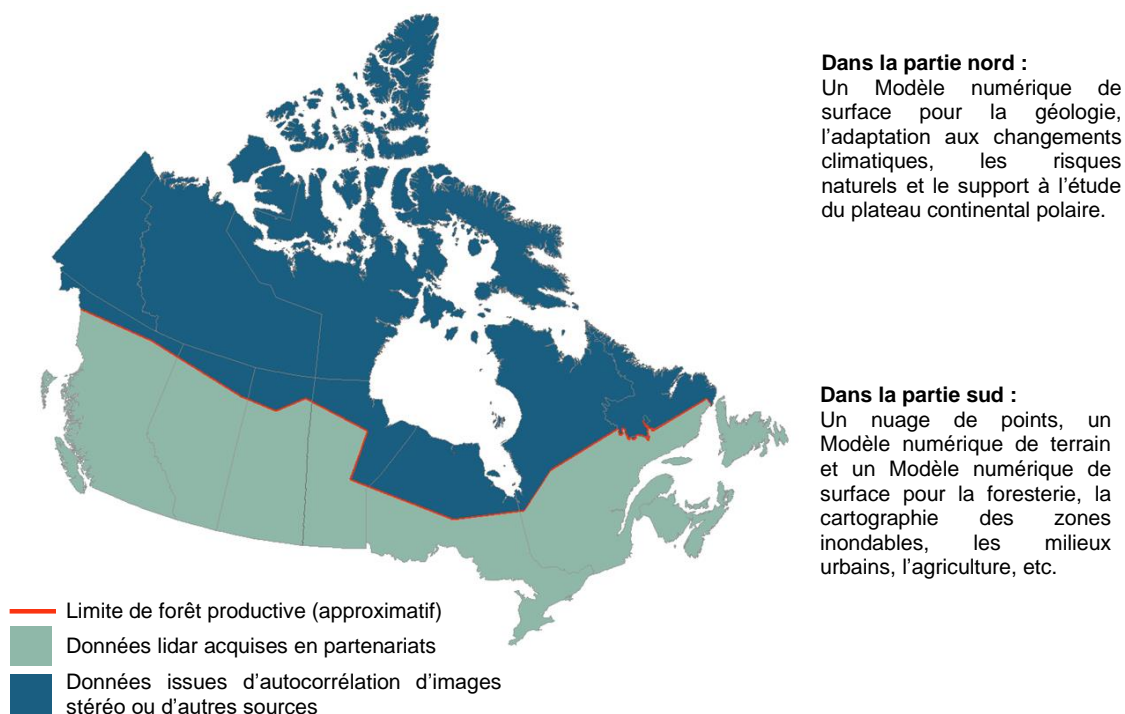 Dans la partie nord :
Un Modèle numérique de
surface pour la géologie,
l’adaptation aux changements
climatiques, les risques
naturels et le support à l’étude
du plateau continental polaire.
Dans la partie sud :
Un nuage de points, un
Modèle numérique de terrain
et un Modèle numérique de
surface pour la foresterie, la
cartographie des zones
inondables, les milieux
urbains, l’agriculture, etc.
Limite de forêt productive (approximatif)
Données lidar acquises en partenariats
Données issues d’autocorrélation d’images
stéréo ou d’autres sources